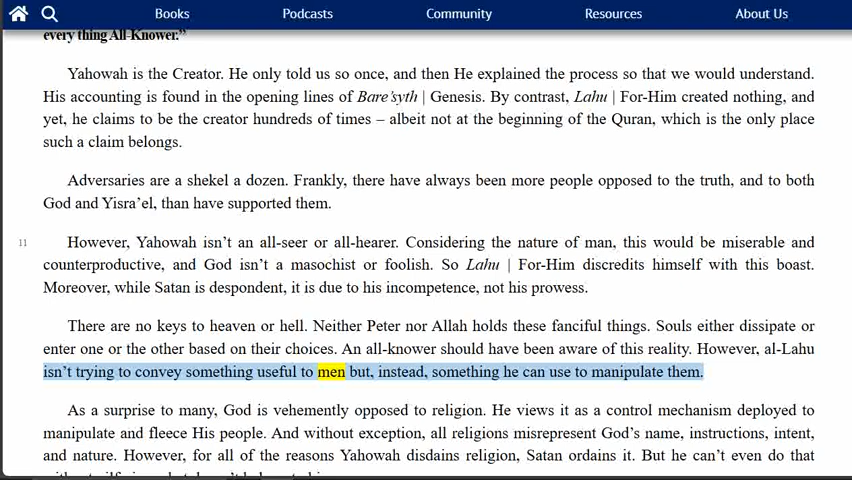 Books Podcasts Community Resources About Us
every thing All-Knower:”
Yahowah is the Creator. He only told us so once, and then He explained the process so that we would understand.
His accounting is found in the opening lines of Bare’syth | Genesis. By contrast, Lahu | For-Him created nothing, and
yet, he claims to be the creator hundreds of times – albeit not at the beginning of the Quran, which is the only place
such a claim belongs.
Adversaries are a shekel a dozen. Frankly, there have always been more people opposed to the truth, and to both
God and Yisra’el, than have supported them.
11 However, Yahowah isn’t an all-seer or all-hearer. Considering the nature of man, this would be miserable and
counterproductive, and God isn’t a masochist or foolish. So Lahu | For-Him discredits himself with this boast.
Moreover, while Satan is despondent, it is due to his incompetence, not his prowess.
There are no keys to heaven or hell. Neither Peter nor Allah holds these fanciful things. Souls either dissipate or
enter one or the other based on their choices. An all-knower should have been aware of this reality. However, al-Lahu
isn’t trying to convey something useful to men but, instead, something he can use to manipulate them.
As a surprise to many, God is vehemently opposed to religion. He views it as a control mechanism deployed to
manipulate and fleece His people. And without exception, all religions misrepresent God’s name, instructions, intent,
and nature. However, for all of the reasons Yahowah disdains religion, Satan ordains it. But he can’t even do that